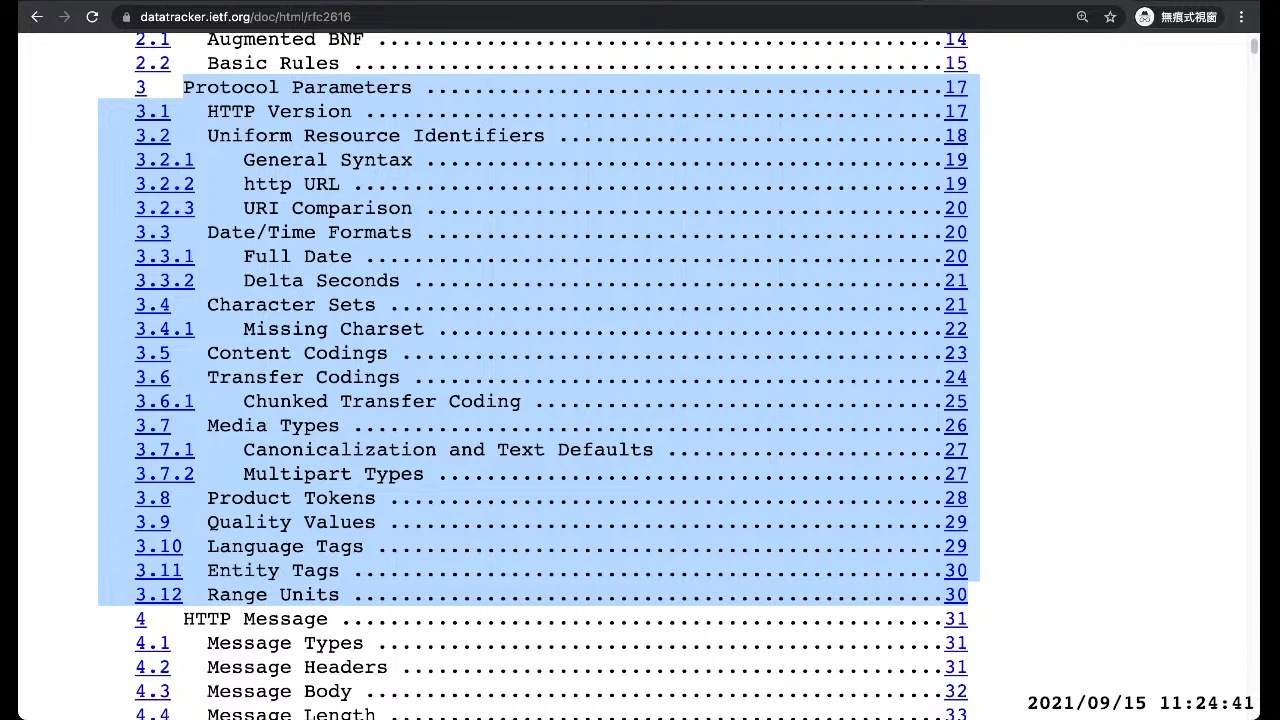 datatracker.ietf.org/doc/html/rfc2616 無痕式視窗
2.1 Augmented BNF ...............................................14
2.2 Basic Rules .................................................15
3 Protocol Parameters ...........................................17
3.1 HTTP Version ................................................17
3.2 Uniform Resource Identifiers ................................18
3.2.1 General Syntax ...........................................19
3.2.2 http URL .................................................19
3.2.3 URI Comparison ...........................................20
3.3 Date/Time Formats ...........................................20
3.3.1 Full Date ................................................20
3.3.2 Delta Seconds ............................................21
3.4 Character Sets ..............................................21
3.4.1 Missing Charset ..........................................22
3.5 Content Codings .............................................23
3.6 Transfer Codings ............................................24
3.6.1 Chunked Transfer Coding ..................................25
3.7 Media Types .................................................26
3.7.1 Canonicalization and Text Defaults .......................27
3.7.2 Multipart Types ..........................................27
3.8 Product Tokens ..............................................28
3.9 Quality Values ..............................................29
3.10 Language Tags ..............................................29
3.11 Entity Tags ................................................30
3.12 Range Units ................................................30
4 HTTP Message ..................................................31
4.1 Message Types ...............................................31
4.2 Message Headers .............................................31
4.3 Message Body ................................................32
4.4 Message Length ..............................................33
2021/09/15 11:24:41